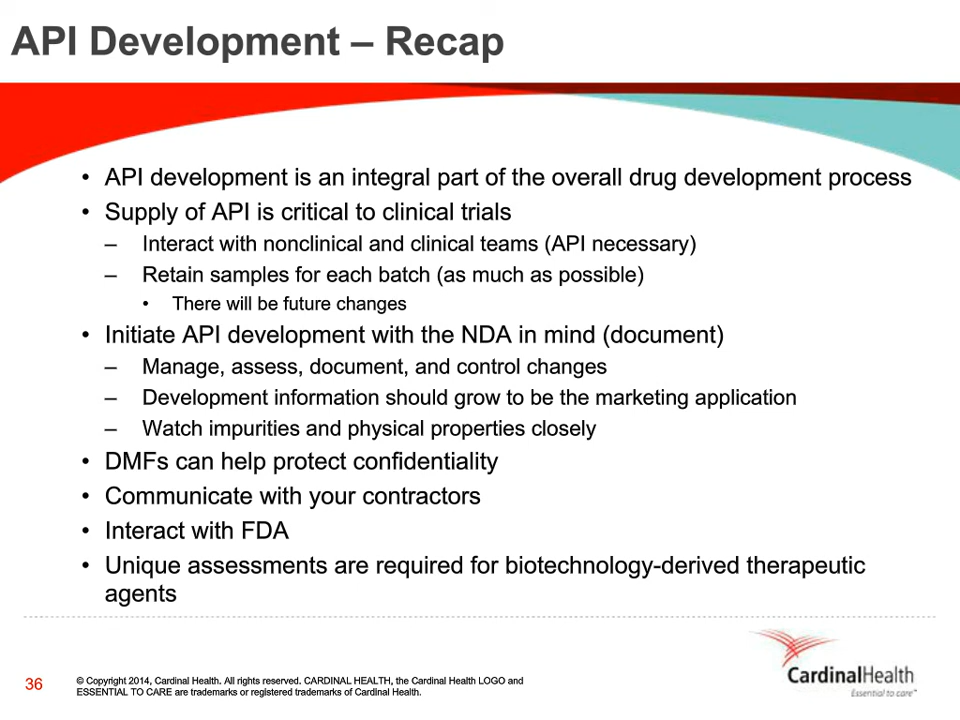 API Development – Recap
• API development is an integral part of the overall drug development process
• Supply of API is critical to clinical trials
– Interact with nonclinical and clinical teams (API necessary)
– Retain samples for each batch (as much as possible)
• There will be future changes
• Initiate API development with the NDA in mind (document)
– Manage, assess, document, and control changes
– Development information should grow to be the marketing application
– Watch impurities and physical properties closely
• DMFs can help protect confidentiality
• Communicate with your contractors
• Interact with FDA
• Unique assessments are required for biotechnology-derived therapeutic
agents
36
© Copyright 2014, Cardinal Health. All rights reserved. CARDINAL HEALTH, the Cardinal Health LOGO and
ESSENTIAL TO CARE are trademarks or registered trademarks of Cardinal Health.
CardinalHealth
Essential to care™